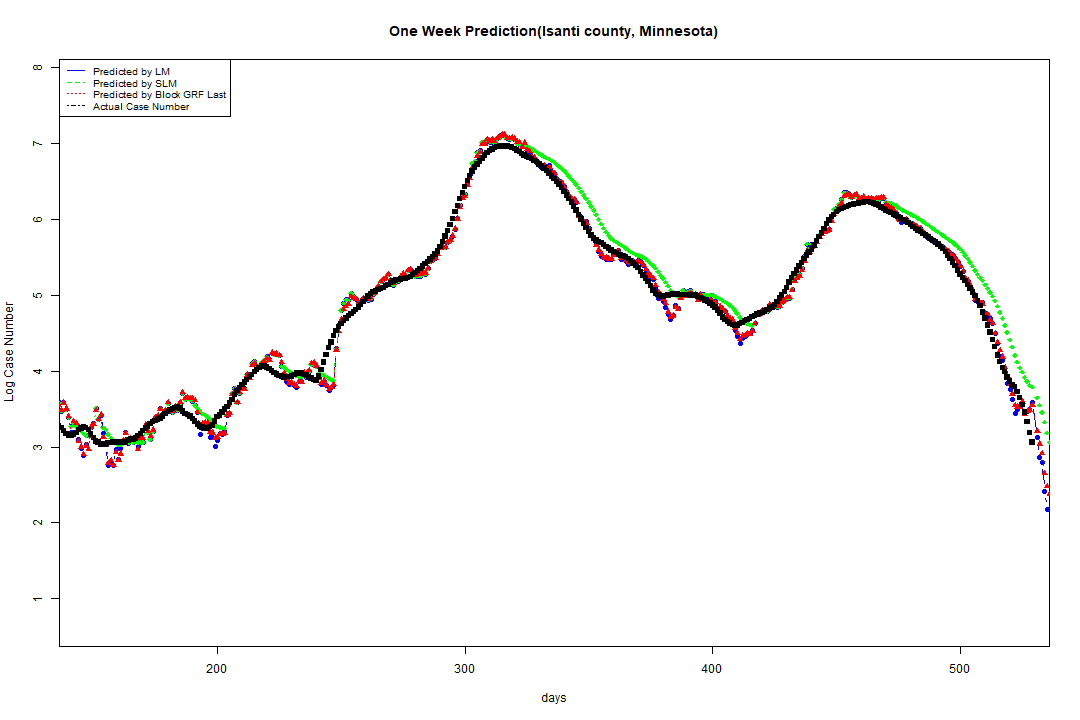 One Week Prediction(Isanti county, Minnesota)
Predicted by LM
Predicted by SLM
Predicted by Block GRF Last
Actual Case Number
8
7
6
5
4
3
2
1
Log Case Number
200 300 400 500
days